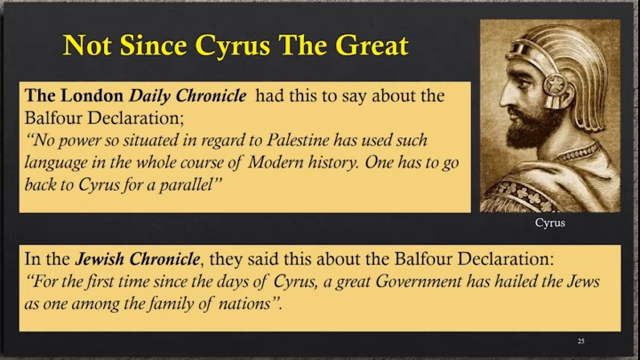 Not Since Cyrus The Great
The London Daily Chronicle had this to say about the
Balfour Declaration;
“No power so situated in regard to Palestine has used such
language in the whole course of Modern history. One has to go
back to Cyrus for a parallel”
Cyrus
In the Jewish Chronicle, they said this about the Balfour Declaration:
“For the first time since the days of Cyrus, a great Government has hailed the Jews
as one among the family of nations”.
25